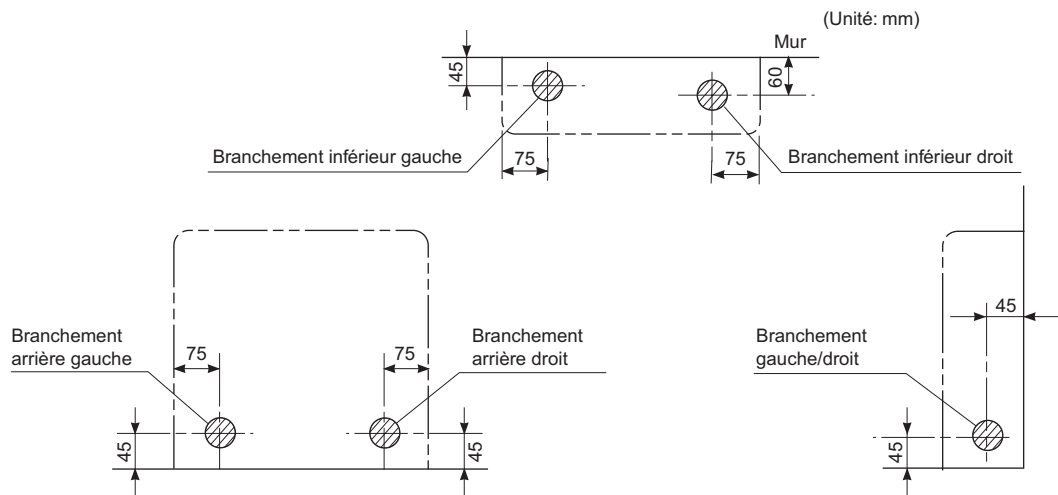 (Unité: mm)
Mur
45
60
Branchement inférieur gauche
75
75
Branchement inférieur droit
Branchement
arrière gauche
75
75
Branchement
arrière droit
45
45
Branchement
gauche/droit
45
45